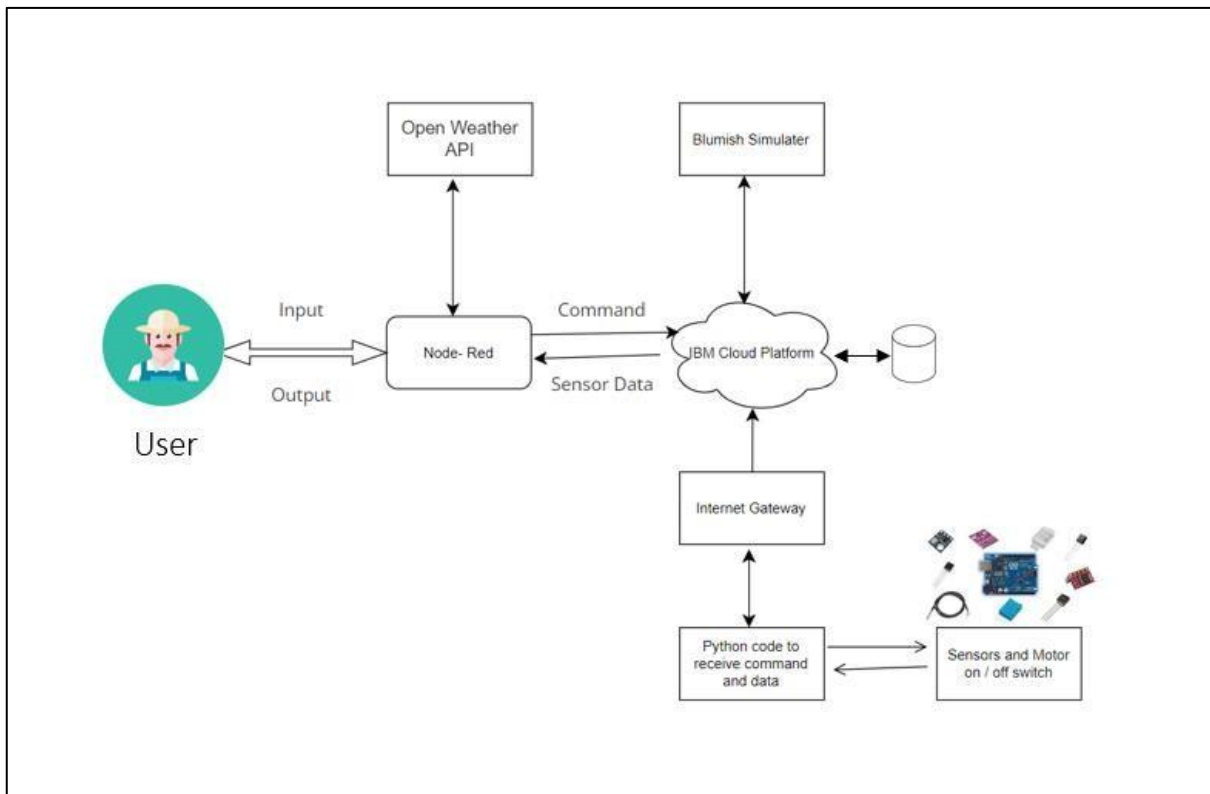 Open Weather
API
Blumish Simulater
Input
Command
Node- Red
IBM Cloud Platform
Output
Sensor Data
User
Internet Gateway
Python code to
receive command
and data
Sensors and Motor
on / off switch